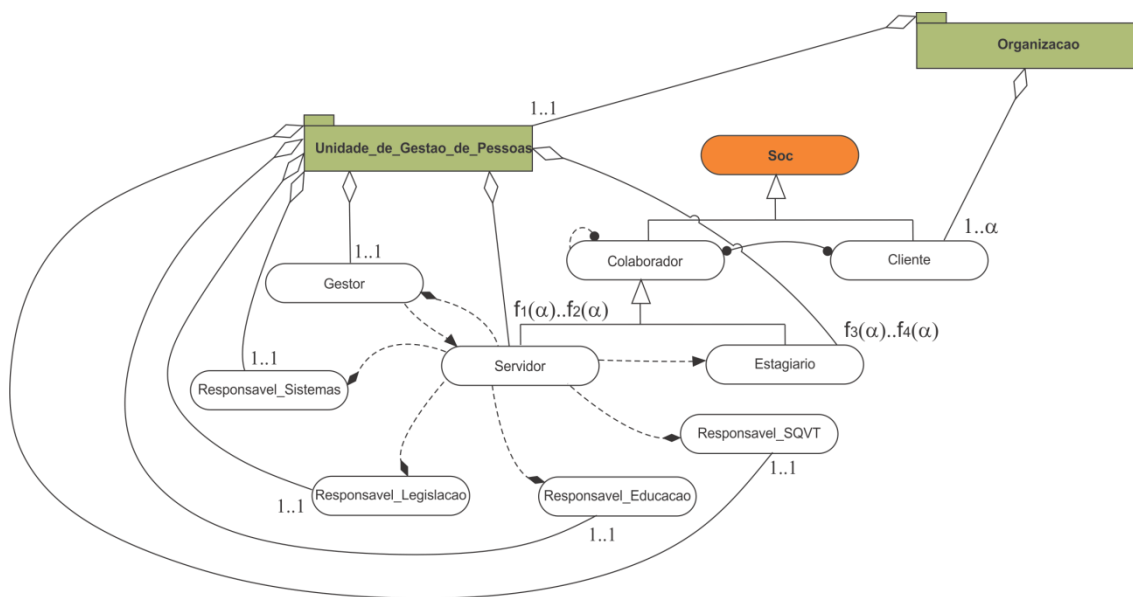 Organizacao
1..1
Unidade_de_Gestao_de_Pessoas
Soc
1..α
1..1
Colaborador
Cliente
Gestor
f1(α)..f2(α)
f3(α)..f4(α)
1..1
Servidor
Estagiario
Responsavel_Sistemas
Responsavel_SQVT
1..1
Responsavel_Legislacao
Responsavel_Educacao
1..1
1..1